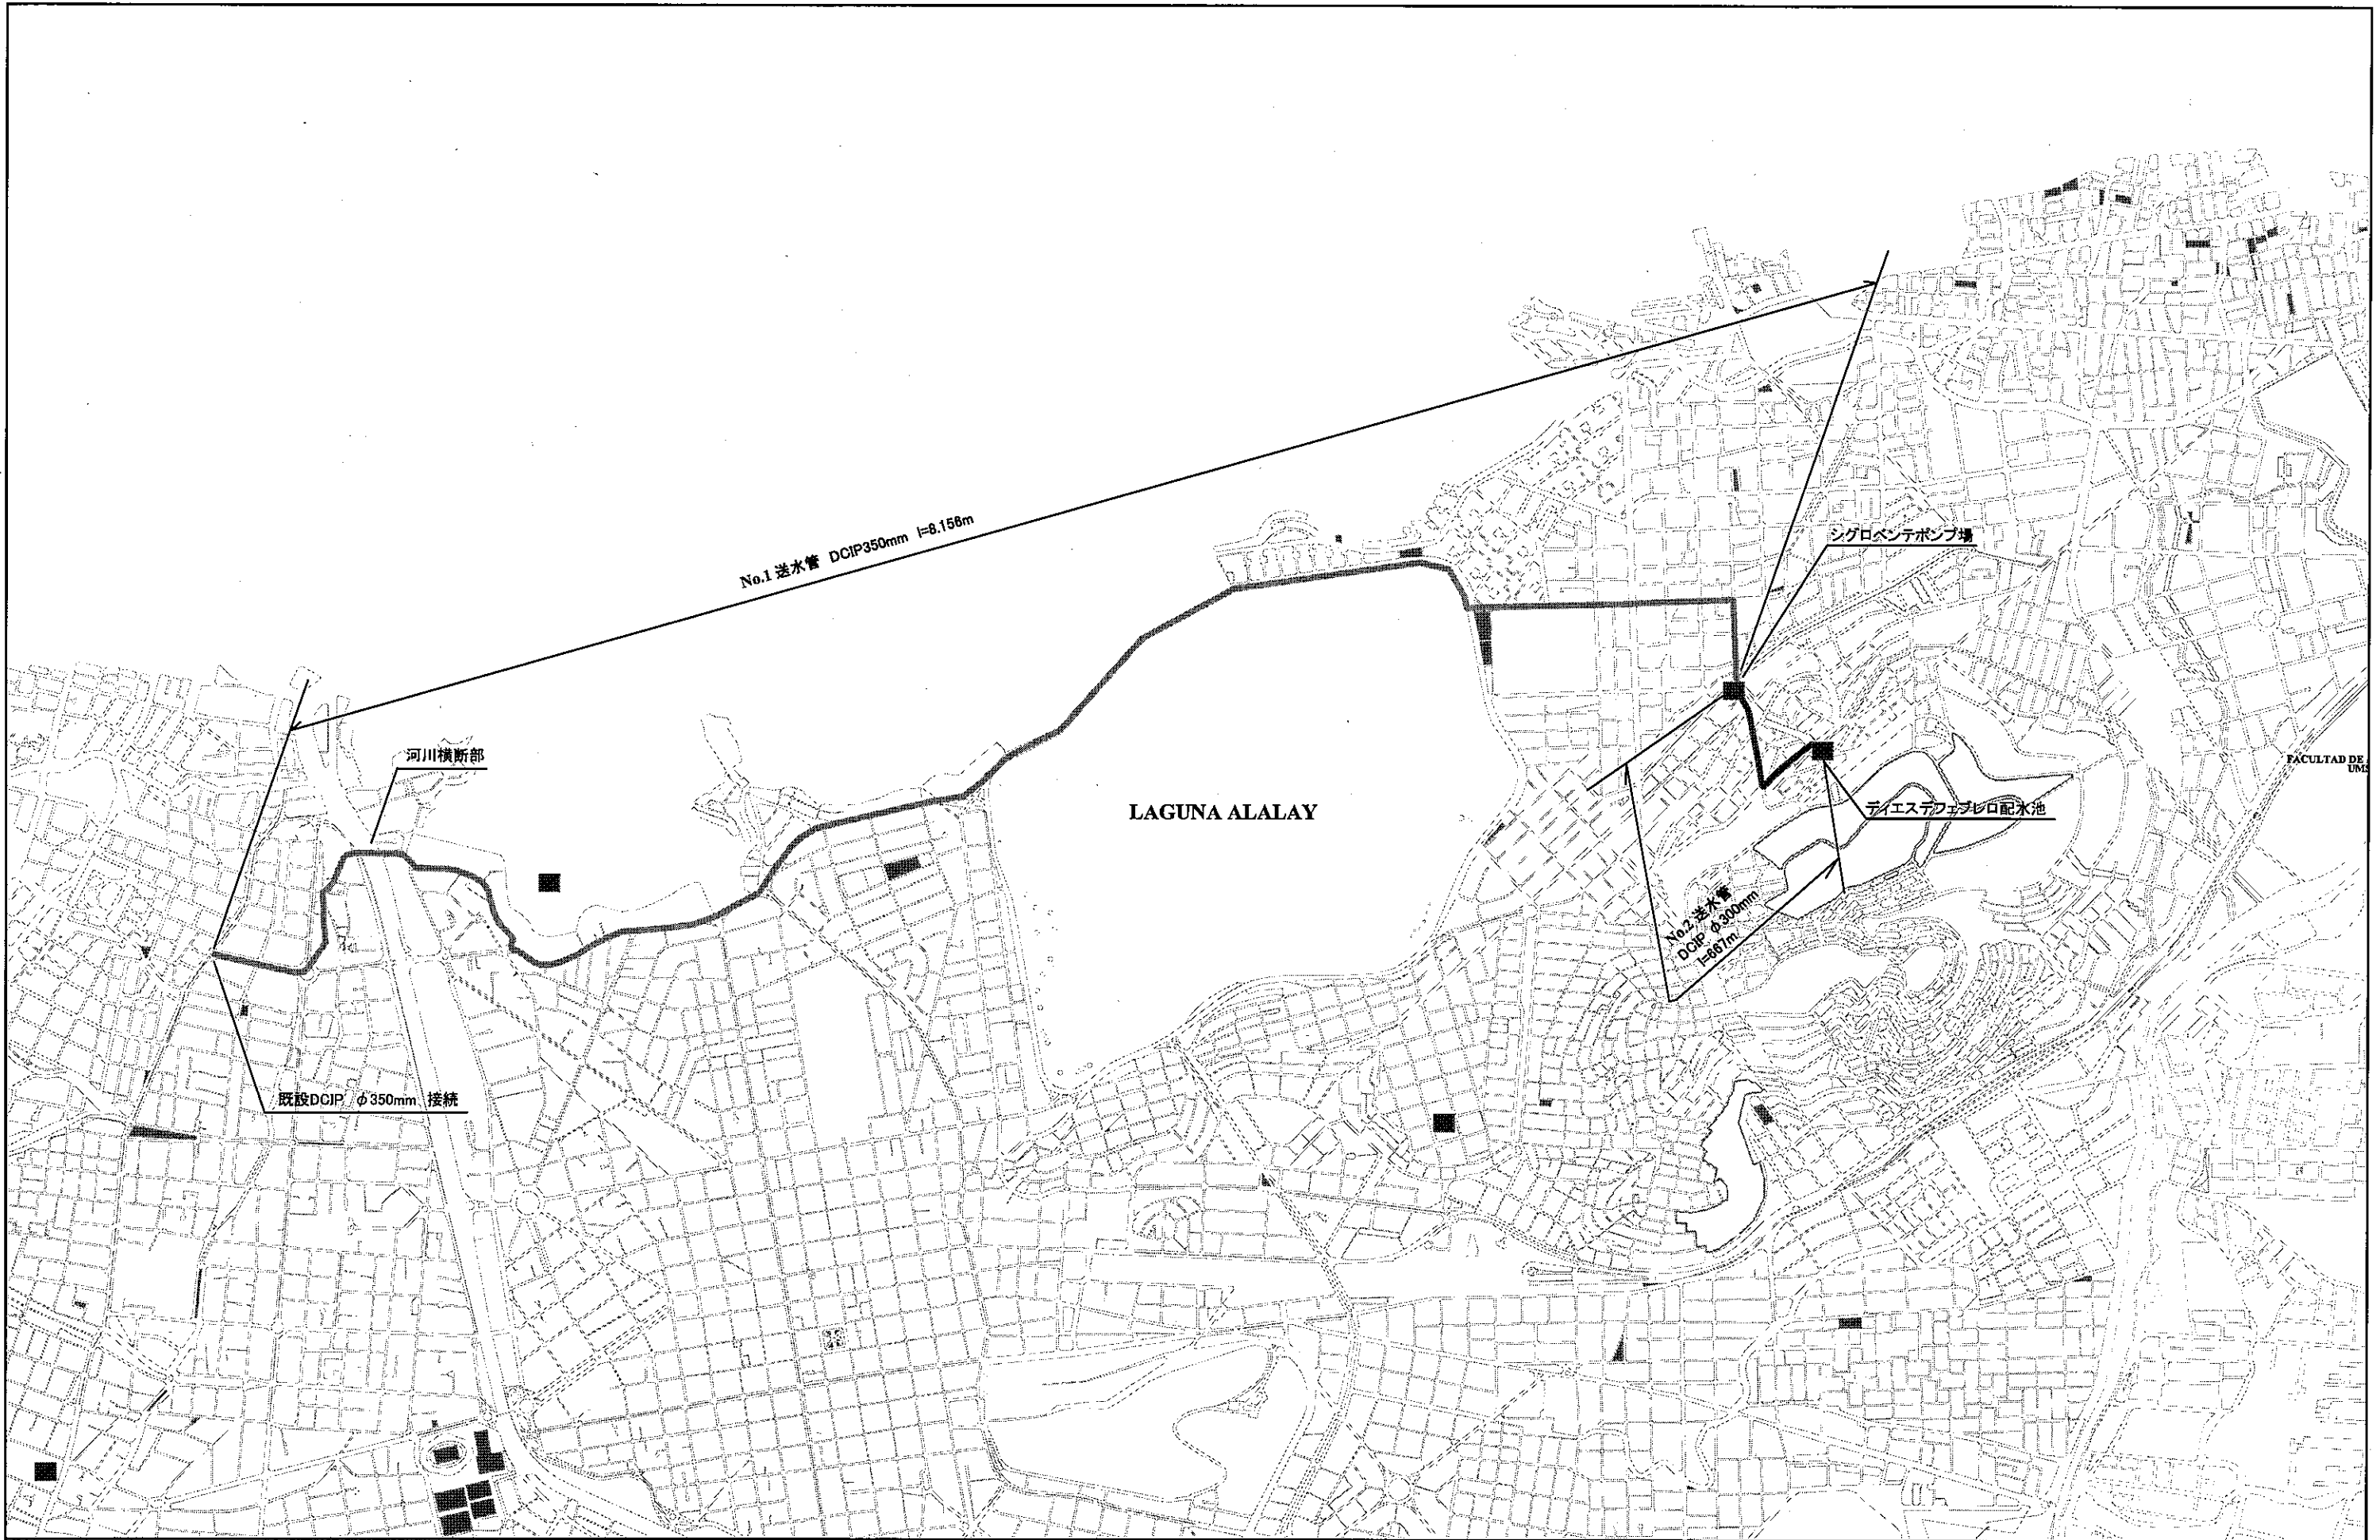 No.1 送水管 DCIP350mm l=8.156m
シグロベンテポンプ場
河川横断部
FACULTAD DE
UMS
LAGUNA ALALAY
ディエステフェブレロ配水池
No.2 送水管
DCIP φ300mm
l=667m
既設DCIP φ350mm 接続